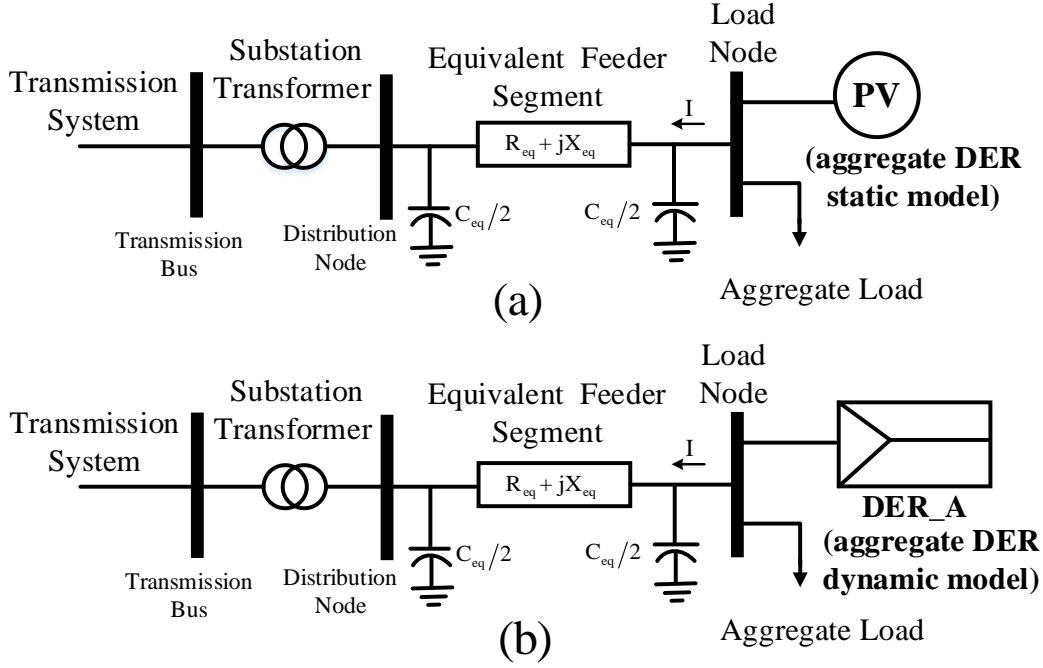 Load
Node
Substation
Transformer
Equivalent Feeder
Segment
Transmission
System
I
PV
R_eq + jX_eq
(aggregate DER
static model)
C_eq/2
C_eq/2
Transmission
Bus
Distribution
Node
Aggregate Load
(a)
Load
Node
Substation
Transformer
Equivalent Feeder
Segment
Transmission
System
I
R_eq + jX_eq
DER_A
(aggregate DER
dynamic model)
C_eq/2
C_eq/2
Transmission
Bus
Distribution
Node
Aggregate Load
(b)